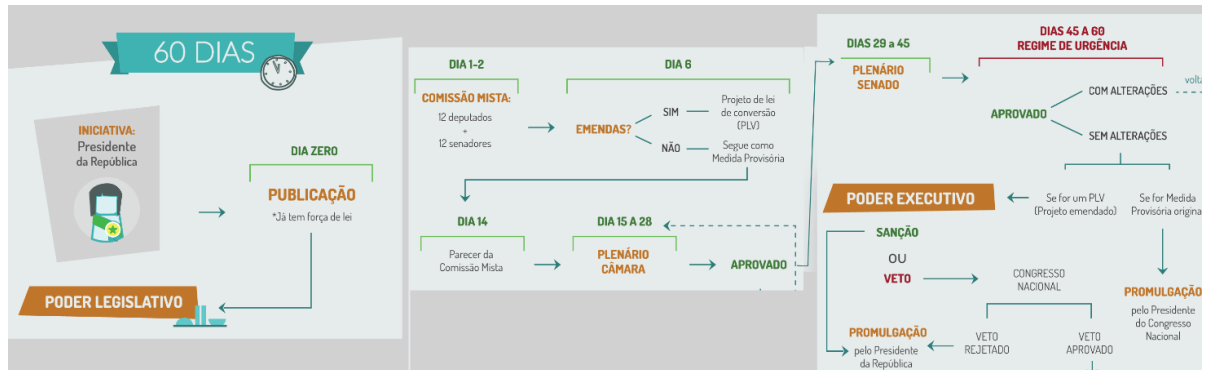 60 DIAS
INICIATIVA:
Presidente
da República
DIA ZERO
PUBLICAÇÃO
*Já tem força de lei
PODER LEGISLATIVO
DIA 1-2
COMISSÃO MISTA:
12 deputados
+
12 senadores
DIA 6
EMENDAS?
SIM
Projeto de lei
de conversão
(PLV)
NÃO
Segue como
Medida Provisória
DIA 14
Parecer da
Comissão Mista
DIA 15 A 28
PLENÁRIO
CÂMARA
APROVADO
DIAS 29 a 45
PLENÁRIO
SENADO
DIAS 45 A 60
REGIME DE URGÊNCIA
APROVADO
COM ALTERAÇÕES
SEM ALTERAÇÕES
Se for um PLV
(Projeto emendado)
Se for Medida
Provisória origina
PODER EXECUTIVO
SANÇÃO
OU
VETO
CONGRESSO
NACIONAL
VETO
REJETADO
VETO
APROVADO
PROMULGAÇÃO
pelo Presidente
da República
PROMULGAÇÃO
pelo Presidente
do Congresso
Nacional